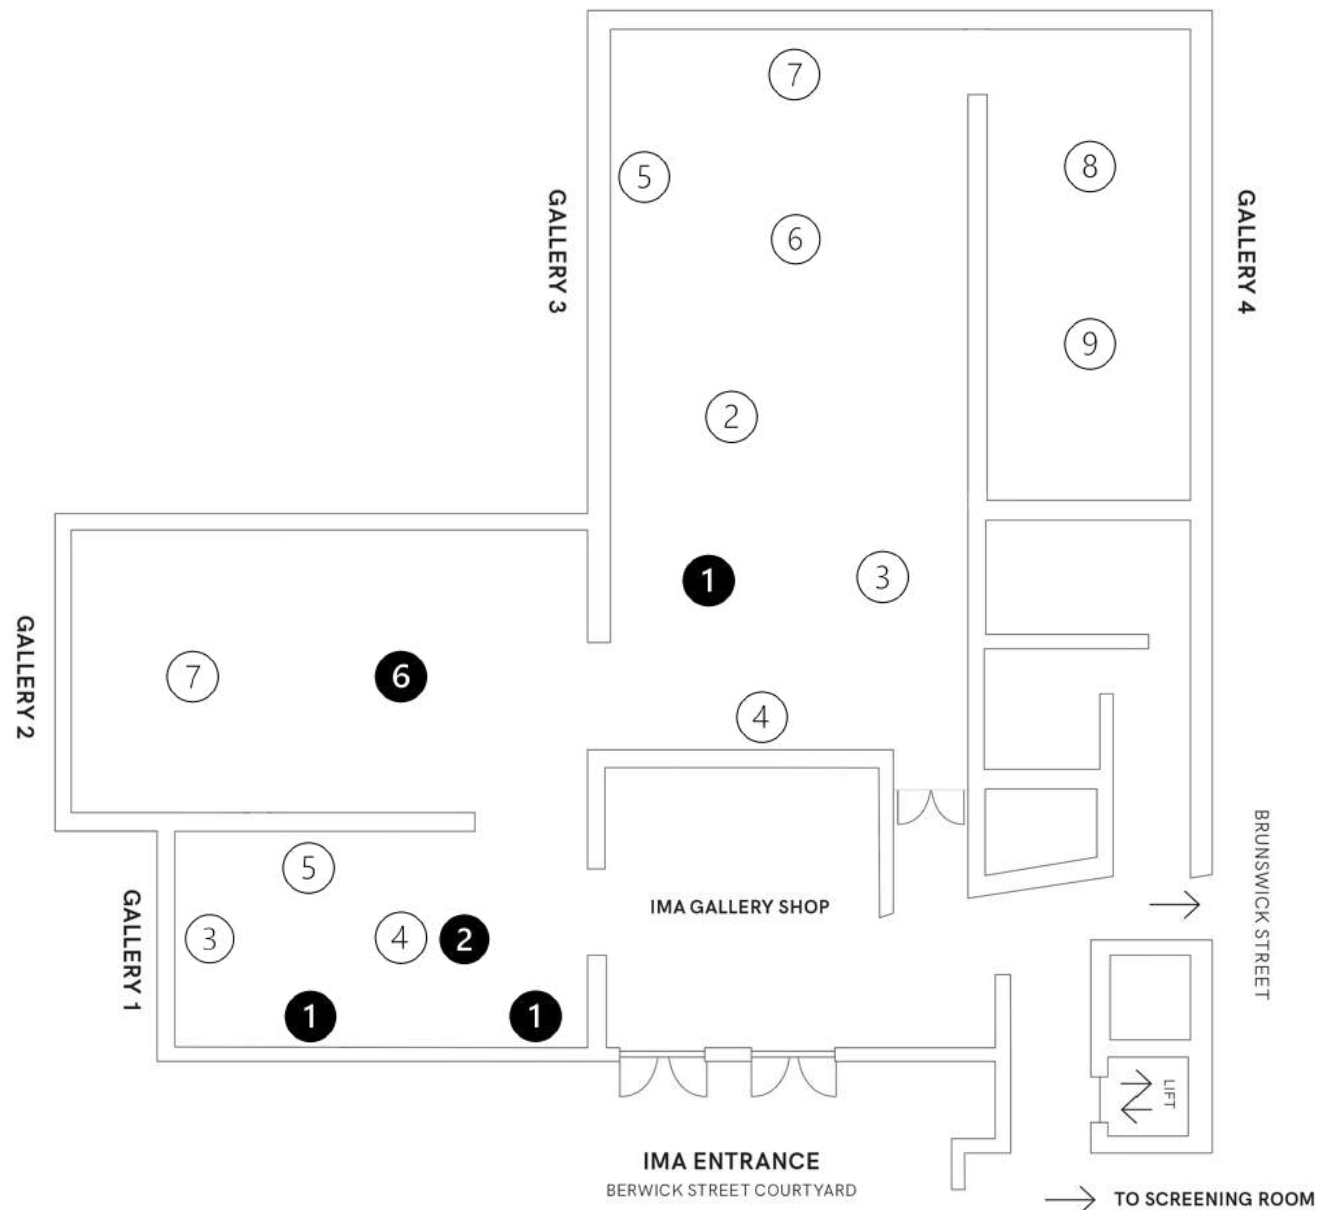 7
8
5
GALLERY 3
GALLERY 4
6
9
2
1
3
GALLERY 2
7
6
4
5
GALLERY 1
3
4
2
IMA GALLERY SHOP
BRUNSWICK STREET
1
1
LIFT
IMA ENTRANCE
BERWICK STREET COURTYARD
TO SCREENING ROOM